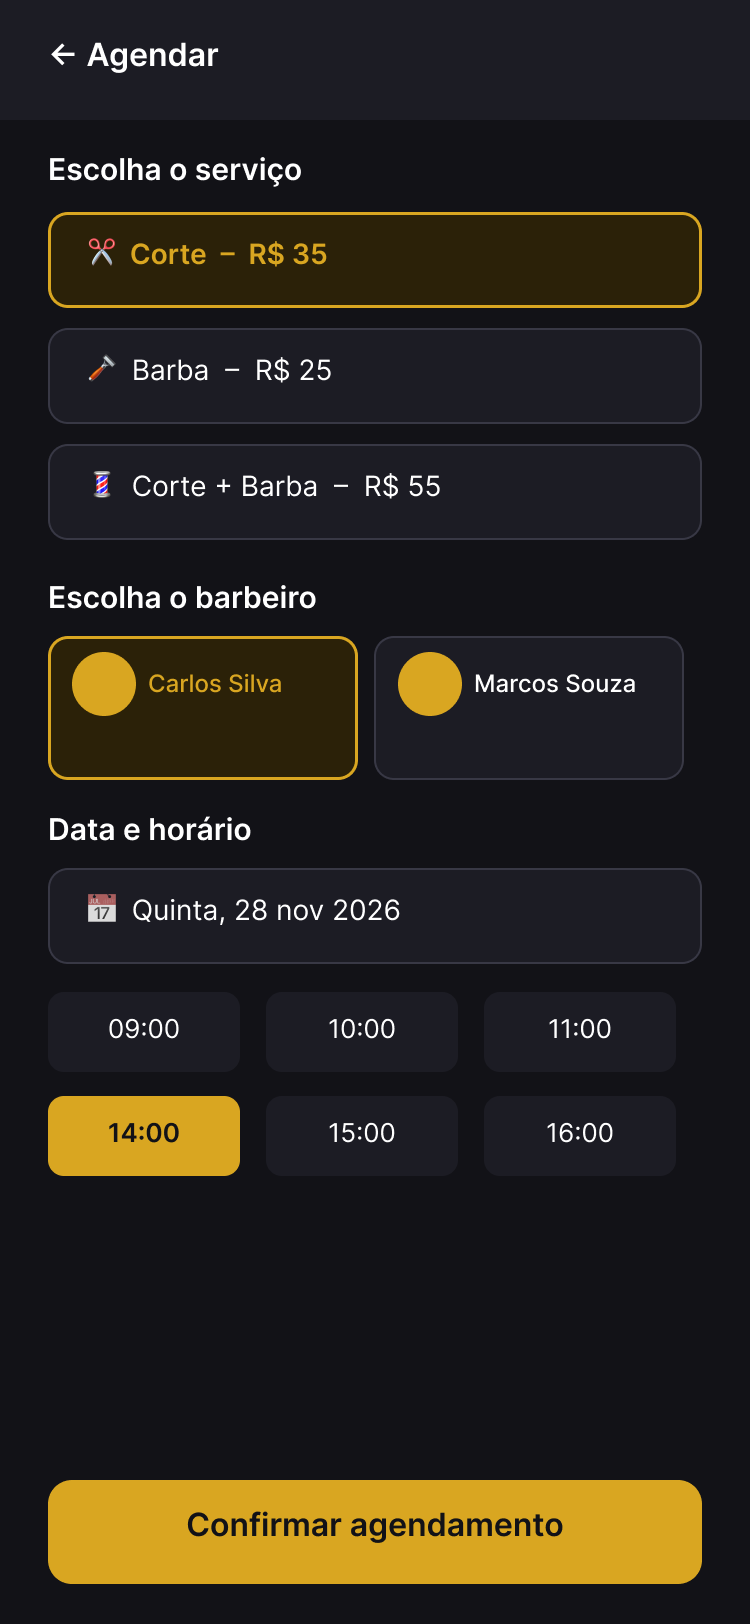 ← Agendar
Escolha o serviço
✂️ Corte – R$ 35
🪒 Barba – R$ 25
💈 Corte + Barba – R$ 55
Escolha o barbeiro
Carlos Silva
Marcos Souza
Data e horário
📅 Quinta, 28 nov 2026
09:00 10:00 11:00
14:00 15:00 16:00
Confirmar agendamento